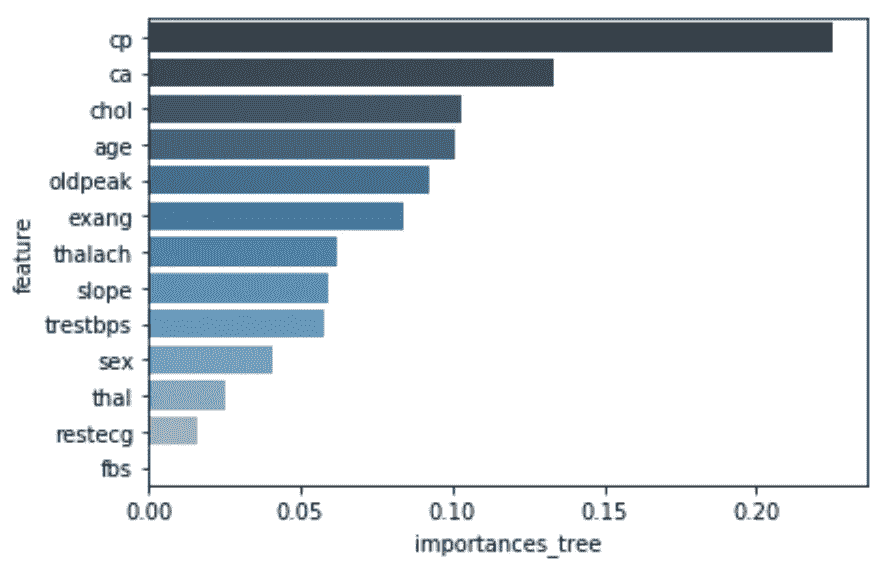 cp
ca
chol
age
oldpeak
exang
thalach
slope
trestbps
sex
thal
restecg
fbs
feature
0.00 0.05 0.10 0.15 0.20
importances_tree